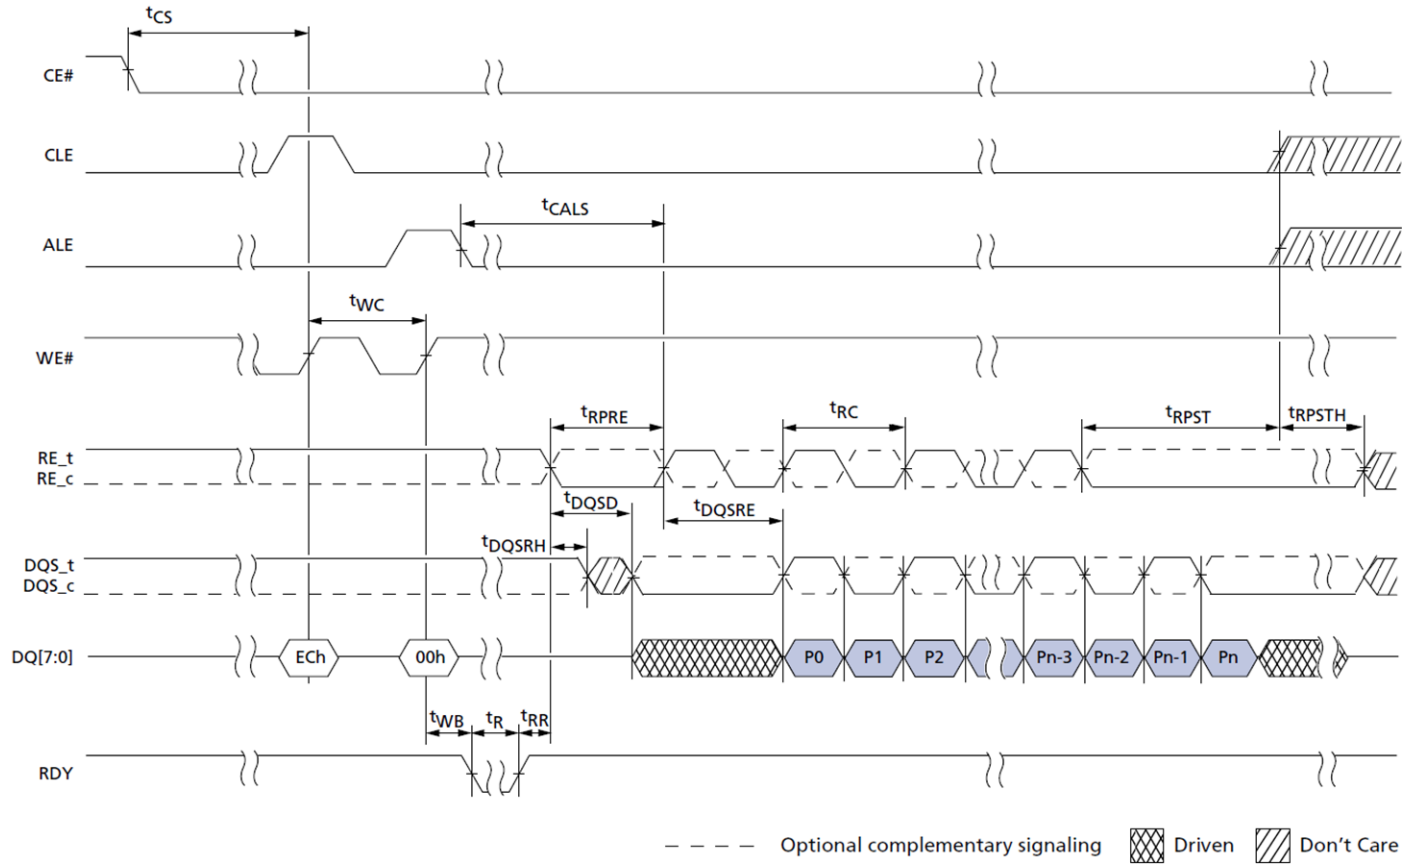 tCS
CE#
CLE
tCALS
ALE
tWC
WE#
tRPRE tRC tRPST tRPSTH
RE_t
RE_c
tDQSD tDQSRE
tDQSRH
DQS_t
DQS_c
DQ[7:0] ECh 00h P0 P1 P2 Pn-3 Pn-2 Pn-1 Pn
tWB tR tRR
RDY
Optional complementary signaling Driven Don't Care